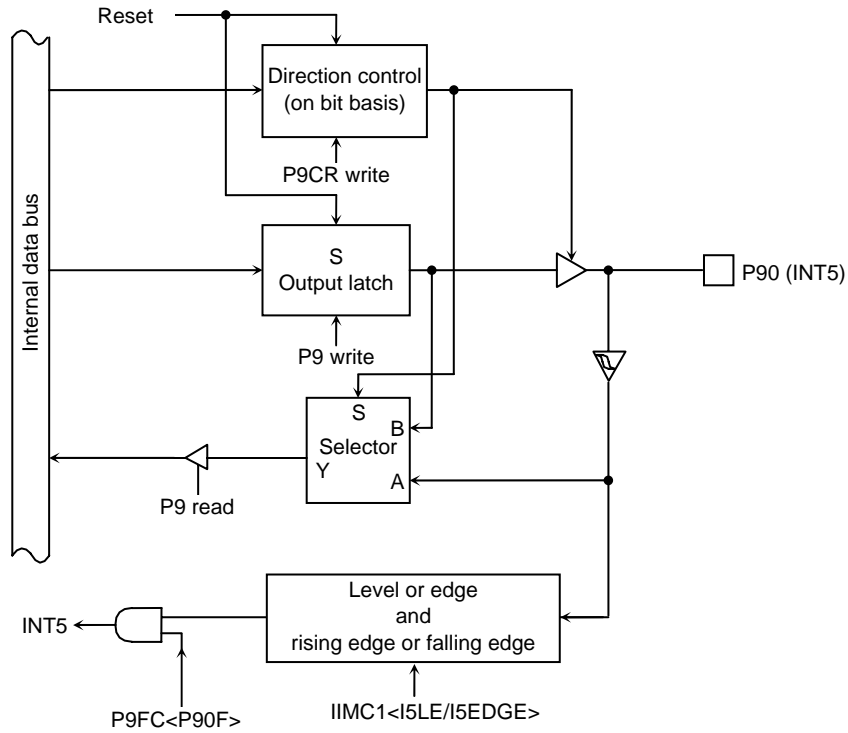 Reset
Direction control
(on bit basis)
P9CR write
Internal data bus
S
Output latch
P90 (INT5)
P9 write
S
B
Selector
Y
A
P9 read
Level or edge
and
rising edge or falling edge
INT5
P9FC<P90F>
IIMC1<I5LE/I5EDGE>